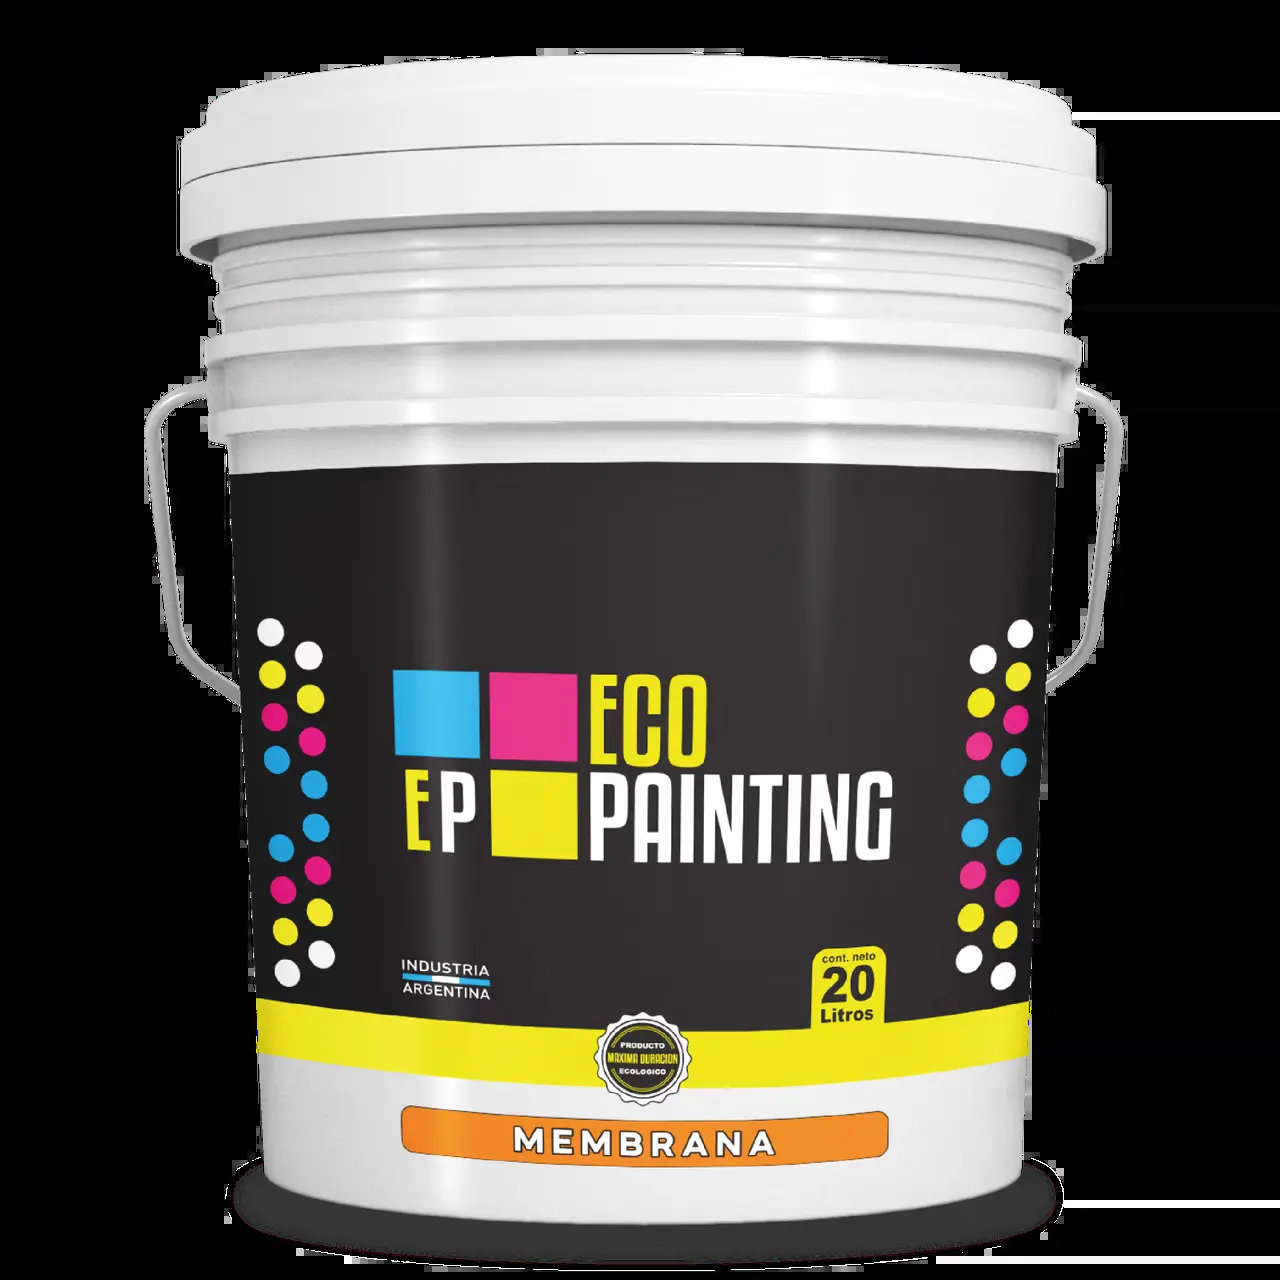 ECO
EP PAINTING
INDUSTRIA
ARGENTINA
cont. neto
20
Litros
PRODUCTO
MAXIMA DURACION
ECOLOGICO
MEMBRANA